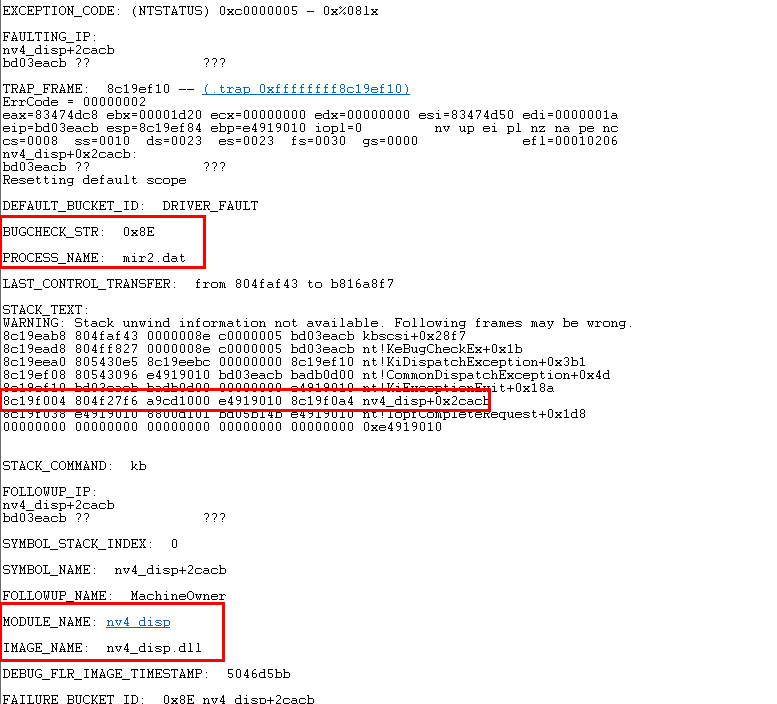 EXCEPTION_CODE: (NTSTATUS) 0xc0000005 - 0x%08lx
FAULTING_IP:
nv4_disp+2cacb
bd03eacb ?? ???
TRAP_FRAME: 8c19ef10 -- (.trap 0xffffffff8c19ef10)
ErrCode = 00000002
eax=83474dc8 ebx=00001d20 ecx=00000000 edx=00000000 esi=83474d50 edi=0000001a
eip=bd03eacb esp=8c19ef84 ebp=e4919010 iopl=0 nv up ei pl nz na pe nc
cs=0008 ss=0010 ds=0023 es=0023 fs=0030 gs=0000 efl=00010206
nv4_disp+0x2cacb:
bd03eacb ?? ???
Resetting default scope
DEFAULT_BUCKET_ID: DRIVER_FAULT
BUGCHECK_STR: 0x8E
PROCESS_NAME: mir2.dat
LAST_CONTROL_TRANSFER: from 804faf43 to b816a8f7
STACK_TEXT:
WARNING: Stack unwind information not available. Following frames may be wrong.
8c19eab8 804faf43 0000008e c0000005 bd03eacb kbscsi+0x28f7
8c19ead8 804ff827 0000008e c0000005 bd03eacb nt!KeBugCheckEx+0x1b
8c19eea0 805430e5 8c19eebc 00000000 8c19ef10 nt!KiDispatchException+0x3b1
8c19ef08 80543096 e4919010 bd03eacb badb0d00 nt!CommonDispatchException+0x4d
8c19ef10 bd03eacb badb0d00 00000000 e4919010 nt!KiExceptionExit+0x18a
8c19f004 804f27f6 a9cd1000 e4919010 8c19f0a4 nv4_disp+0x2cacb
8c19f038 e4919010 8800d101 bd05b14b e4919010 nt!IopfCompleteRequest+0x1d8
00000000 00000000 00000000 00000000 00000000 0xe4919010
STACK_COMMAND: kb
FOLLOWUP_IP:
nv4_disp+2cacb
bd03eacb ?? ???
SYMBOL_STACK_INDEX: 0
SYMBOL_NAME: nv4_disp+2cacb
FOLLOWUP_NAME: MachineOwner
MODULE_NAME: nv4_disp
IMAGE_NAME: nv4_disp.dll
DEBUG_FLR_IMAGE_TIMESTAMP: 5046d5bb
FAILURE_BUCKET_ID: 0x8E_nv4_disp+2cacb